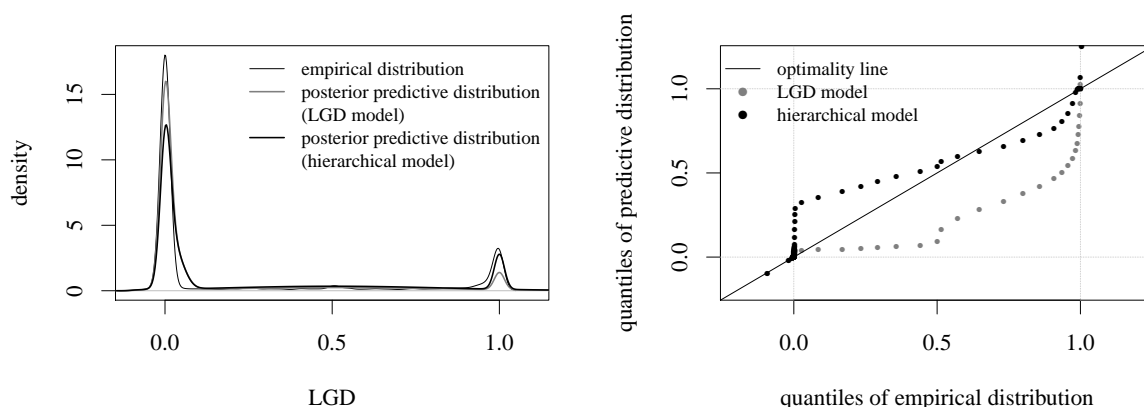 density
15
10
5
0
empirical distribution
posterior predictive distribution
(LGD model)
posterior predictive distribution
(hierarchical model)
0.0 0.5 1.0
LGD
quantiles of predictive distribution
1.0
0.5
0.0
optimality line
LGD model
hierarchical model
0.0 0.5 1.0
quantiles of empirical distribution